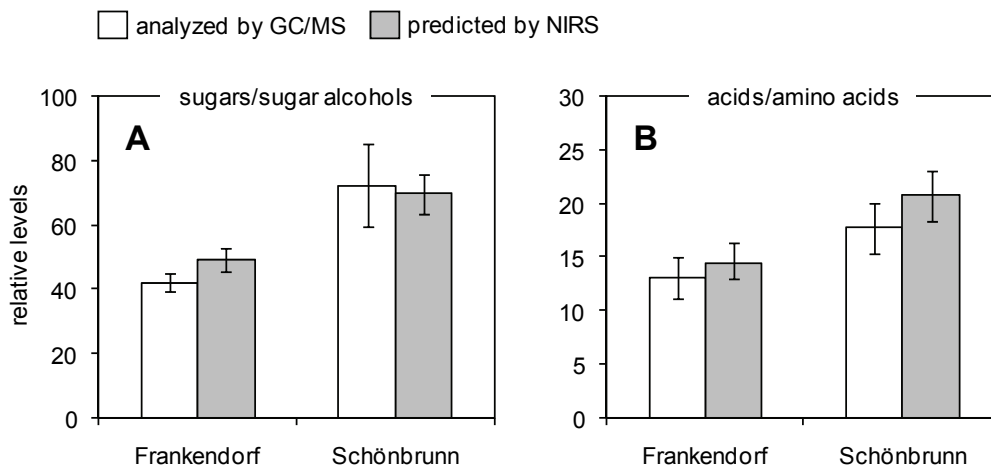 analyzed by GC/MS predicted by NIRS
sugars/sugar alcohols
A
relative levels
100
80
60
40
20
0
Frankendorf Schönbrunn
acids/amino acids
B
30
25
20
15
10
5
0
Frankendorf Schönbrunn